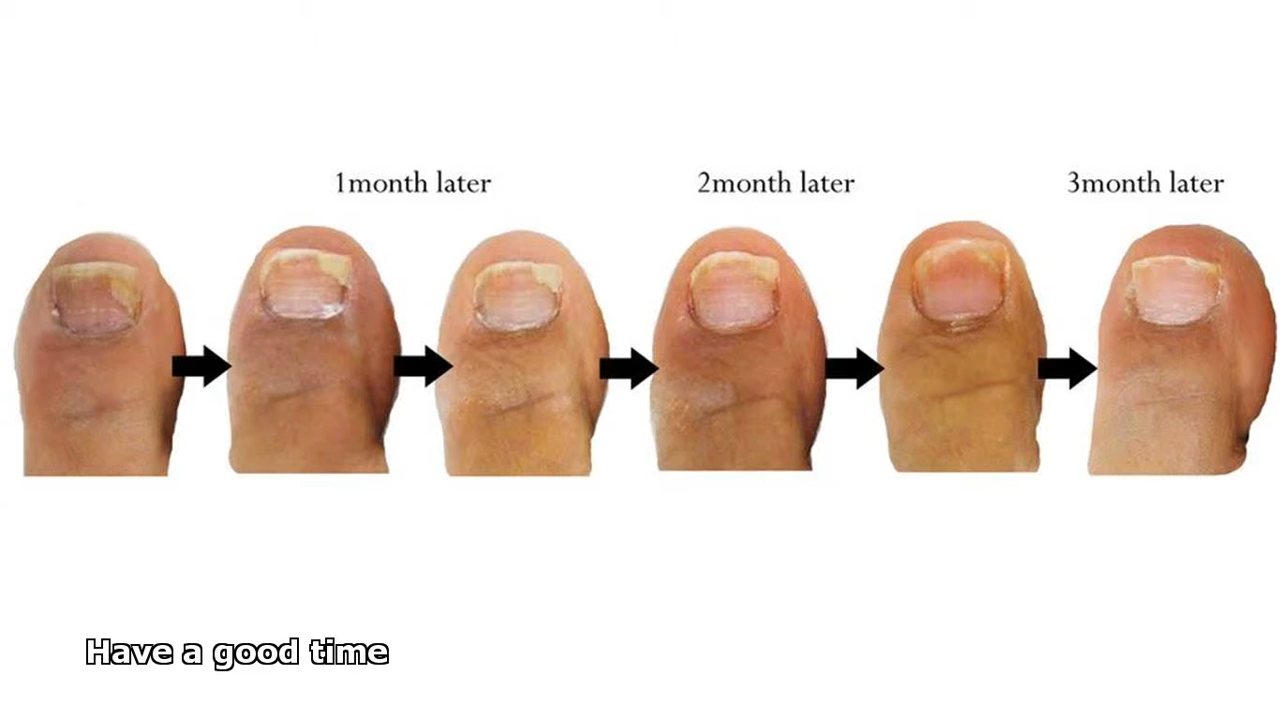 1month later
2month later
3month later
Have a good time